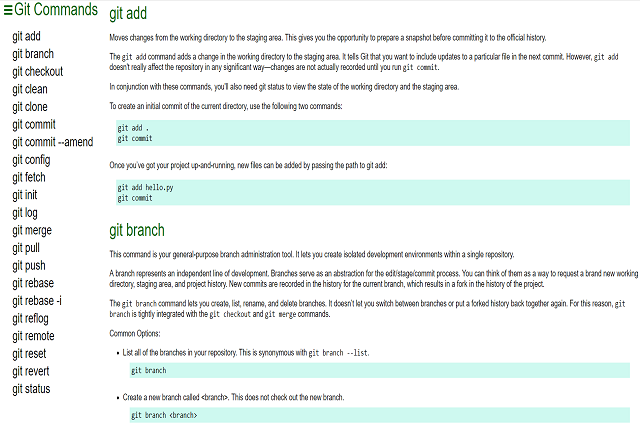 ☰Git Commands
git add
git branch
git checkout
git clean
git clone
git commit
git commit --amend
git config
git fetch
git init
git log
git merge
git pull
git push
git rebase
git rebase -i
git reflog
git remote
git reset
git revert
git status
git add
Moves changes from the working directory to the staging area. This gives you the opportunity to prepare a snapshot before committing it to the official history.
The git add command adds a change in the working directory to the staging area. It tells Git that you want to include updates to a particular file in the next commit. However, git add
doesn't really affect the repository in any significant way—changes are not actually recorded until you run git commit.
In conjunction with these commands, you'll also need git status to view the state of the working directory and the staging area.
To create an initial commit of the current directory, use the following two commands:
git add .
git commit
Once you've got your project up-and-running, new files can be added by passing the path to git add:
git add hello.py
git commit
git branch
This command is your general-purpose branch administration tool. It lets you create isolated development environments within a single repository.
A branch represents an independent line of development. Branches serve as an abstraction for the edit/stage/commit process. You can think of them as a way to request a brand new working
directory, staging area, and project history. New commits are recorded in the history for the current branch, which results in a fork in the history of the project.
The git branch command lets you create, list, rename, and delete branches. It doesn't let you switch between branches or put a forked history back together again. For this reason, git
branch is tightly integrated with the git checkout and git merge commands.
Common Options:
• List all of the branches in your repository. This is synonymous with git branch --list.
git branch
• Create a new branch called <branch>. This does not check out the new branch.
git branch <branch>